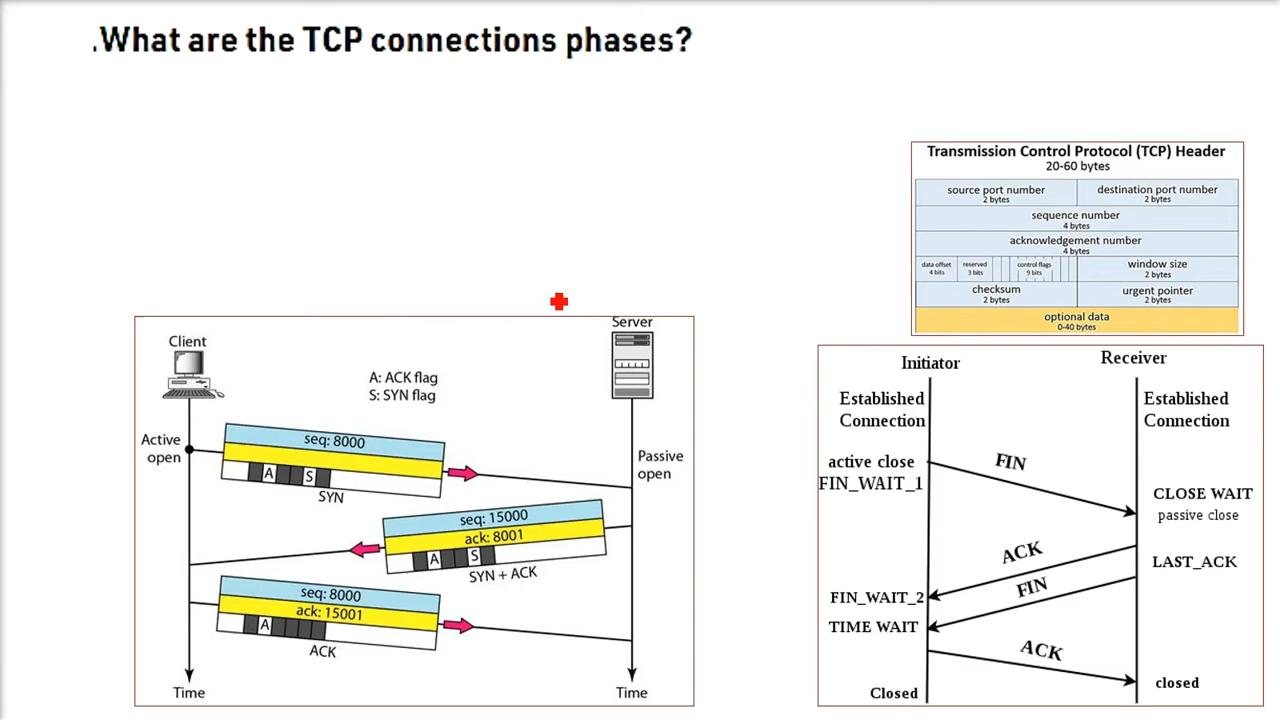 .What are the TCP connections phases?
Transmission Control Protocol (TCP) Header
20-60 bytes
source port number
2 bytes
destination port number
2 bytes
sequence number
4 bytes
acknowledgement number
4 bytes
data offset
4 bits
reserved
3 bits
control flags
9 bits
window size
2 bytes
checksum
2 bytes
urgent pointer
2 bytes
optional data
0-40 bytes
Client
Server
A: ACK flag
S: SYN flag
Active
open
Passive
open
seq: 8000
A S
SYN
seq: 15000
ack: 8001
A S
SYN + ACK
seq: 8000
ack: 15001
A
ACK
Time
Time
Initiator
Receiver
Established
Connection
Established
Connection
active close
FIN_WAIT_1
FIN
CLOSE WAIT
passive close
ACK
LAST_ACK
FIN
FIN_WAIT_2
TIME WAIT
ACK
closed
Closed